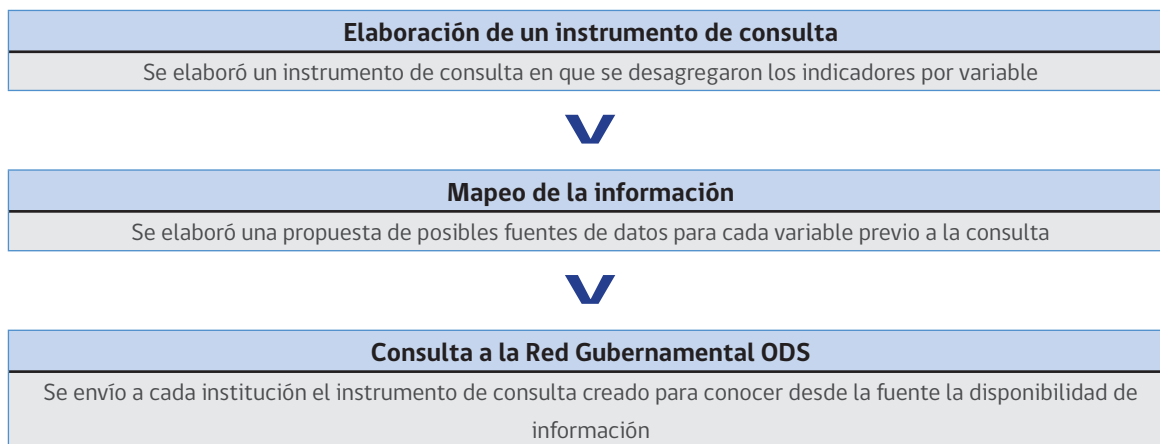 Elaboración de un instrumento de consulta
Se elaboró un instrumento de consulta en que se desagregaron los indicadores por variable
Mapeo de la información
Se elaboró una propuesta de posibles fuentes de datos para cada variable previo a la consulta
Consulta a la Red Gubernamental ODS
Se envío a cada institución el instrumento de consulta creado para conocer desde la fuente la disponibilidad de
información